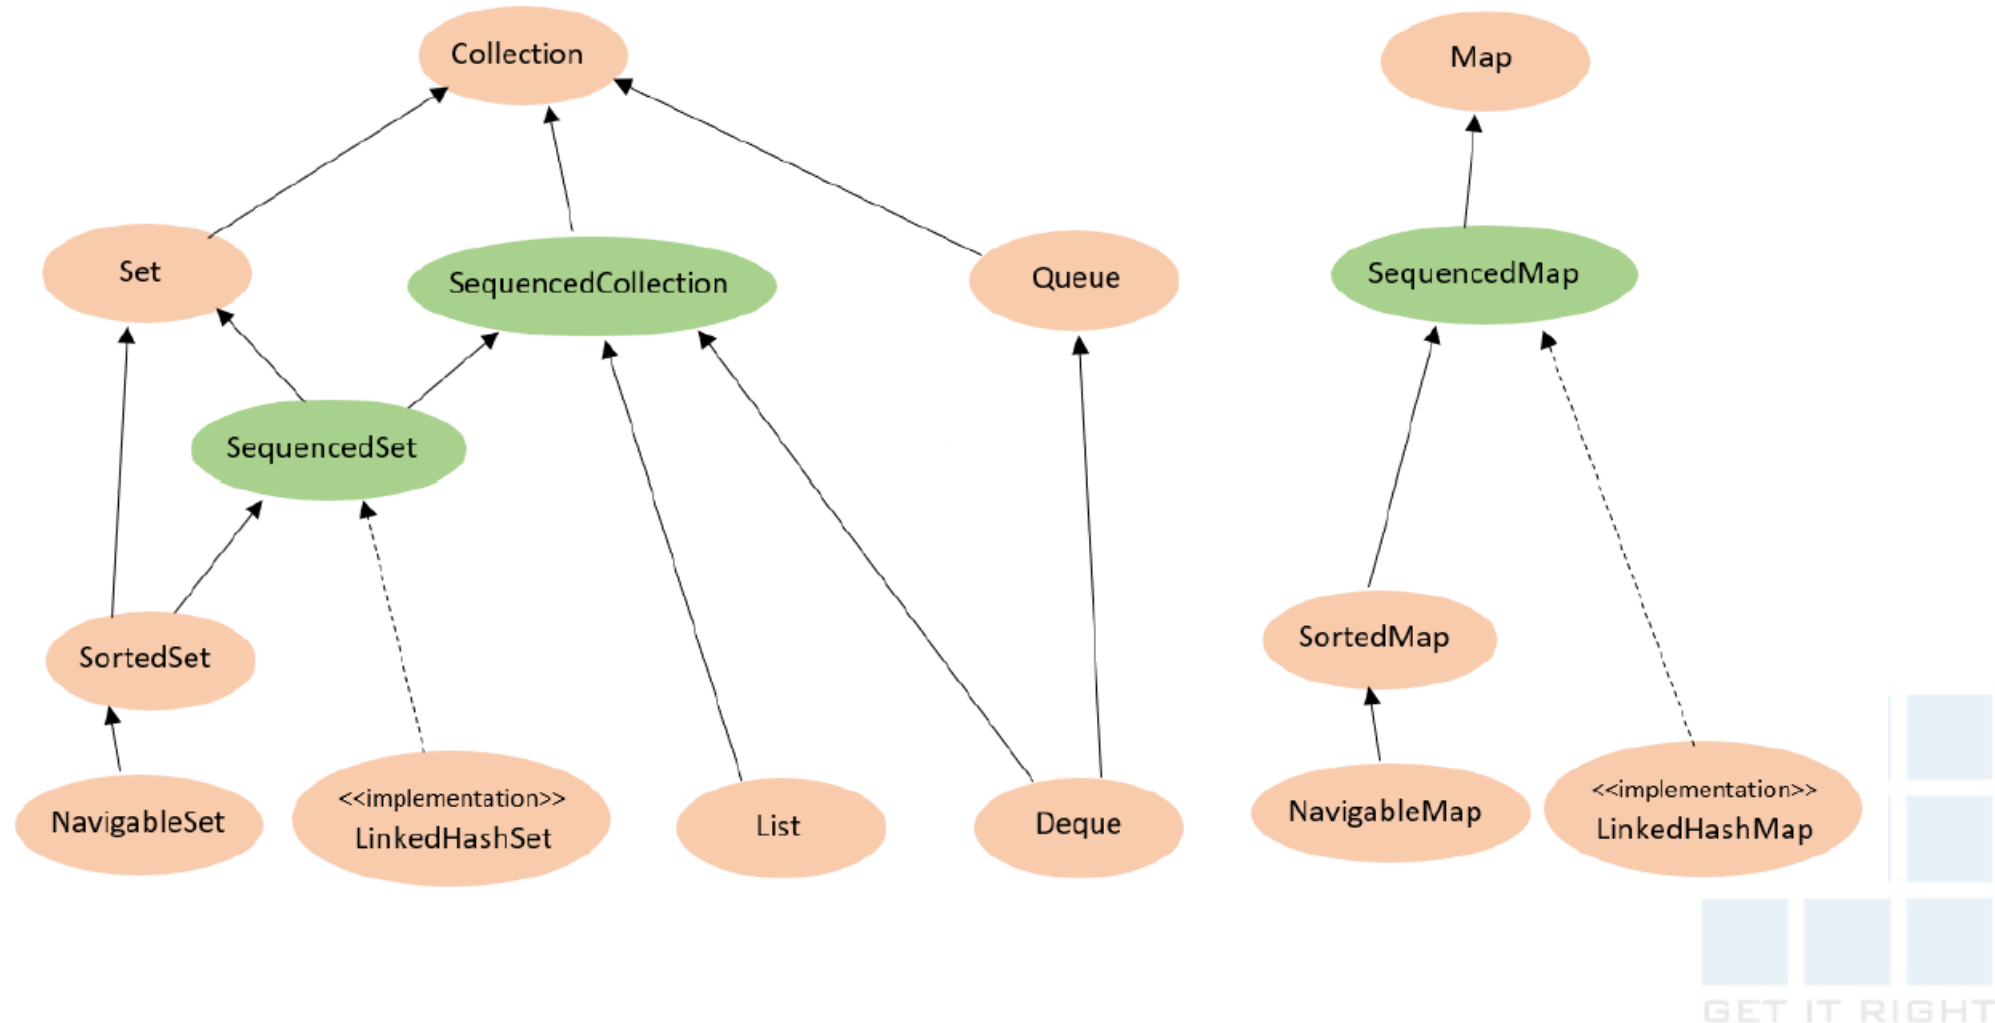 Collection
Map
Set
SequencedCollection
Queue
SequencedMap
SequencedSet
SortedSet
SortedMap
NavigableSet
<<implementation>>
LinkedHashSet
List
Deque
NavigableMap
<<implementation>>
LinkedHashMap
GET IT RIGHT